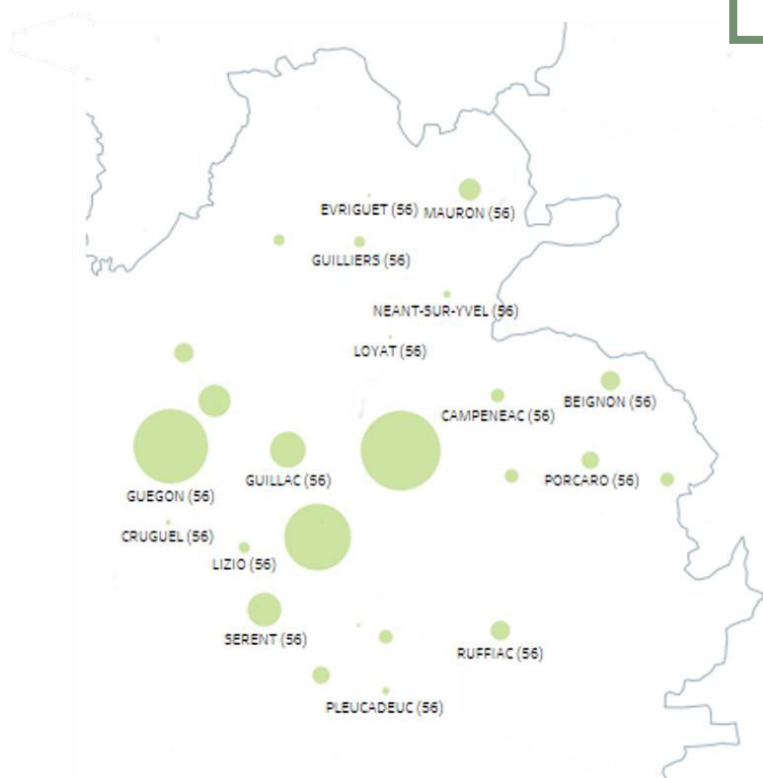 EVRIGUET (56)
MAURON (56)
GUILLIERS (56)
NEANT-SUR-YVEL (56)
LOYAT (56)
BEIGNON (56)
CAMPENEAC (56)
GUILLAC (56)
PORCARO (56)
GUEGON (56)
CRUGUEL (56)
LIZIO (56)
SERENT (56)
RUFFIAC (56)
PLEUCADEUC (56)